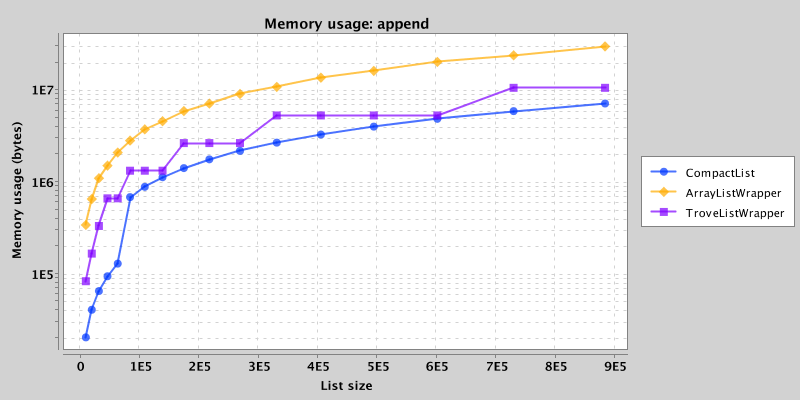 Memory usage: append
Memory usage (bytes)
1E7
1E6
1E5
0 1E5 2E5 3E5 4E5 5E5 6E5 7E5 8E5 9E5
List size
CompactList
ArrayListWrapper
TroveListWrapper